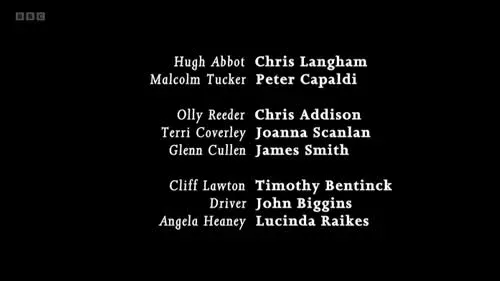 BBC
Hugh Abbot Chris Langham
Malcolm Tucker Peter Capaldi
Olly Reeder Chris Addison
Terri Coverley Joanna Scanlan
Glenn Cullen James Smith
Cliff Lawton Timothy Bentinck
Driver John Biggins
Angela Heaney Lucinda Raikes